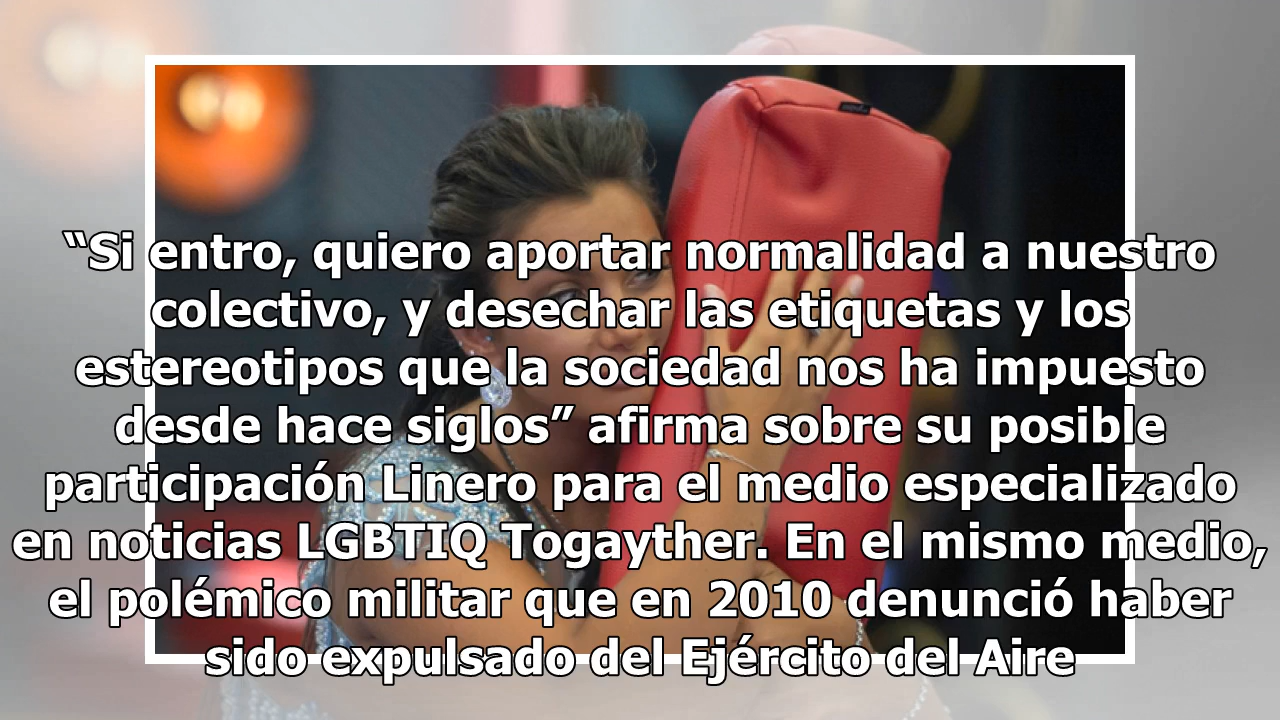 “Si entro, quiero aportar normalidad a nuestro
colectivo, y desechar las etiquetas y los
estereotipos que la sociedad nos ha impuesto
desde hace siglos” afirma sobre su posible
participación Linero para el medio especializado
en noticias LGBTIQ Togayther. En el mismo medio,
el polémico militar que en 2010 denunció haber
sido expulsado del Ejército del Aire